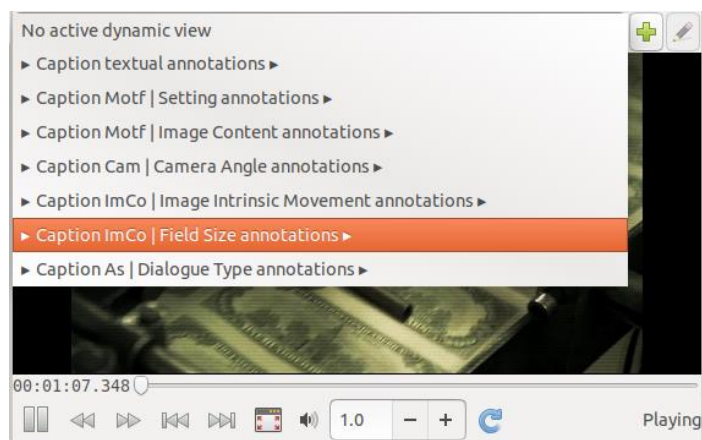 No active dynamic view
▸ Caption textual annotations ▸
▸ Caption Motf | Setting annotations ▸
▸ Caption Motf | Image Content annotations ▸
▸ Caption Cam | Camera Angle annotations ▸
▸ Caption ImCo | Image Intrinsic Movement annotations ▸
▸ Caption ImCo | Field Size annotations ▸
▸ Caption As | Dialogue Type annotations ▸
00:01:07.348
1.0 − + Playing